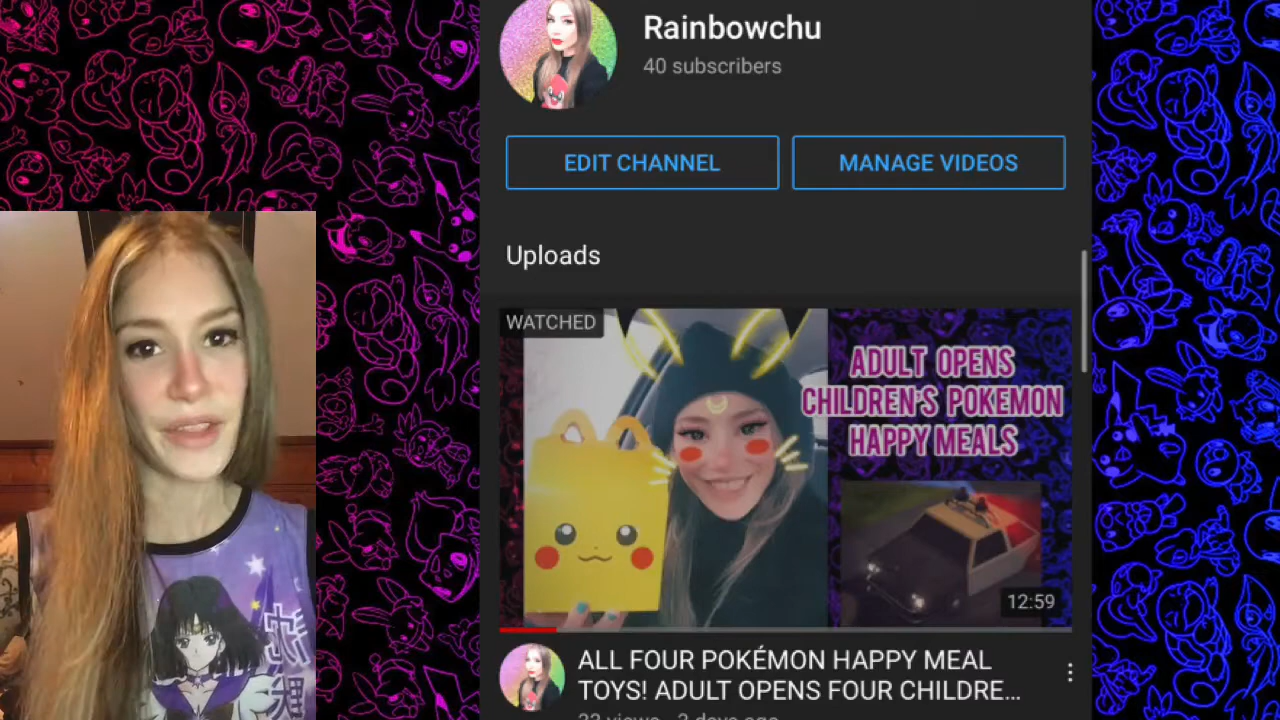 Rainbowchu
40 subscribers
EDIT CHANNEL
MANAGE VIDEOS
Uploads
WATCHED
ADULT OPENS
CHILDREN'S POKEMON
HAPPY MEALS
12:59
ALL FOUR POKÉMON HAPPY MEAL
TOYS! ADULT OPENS FOUR CHILDRE...